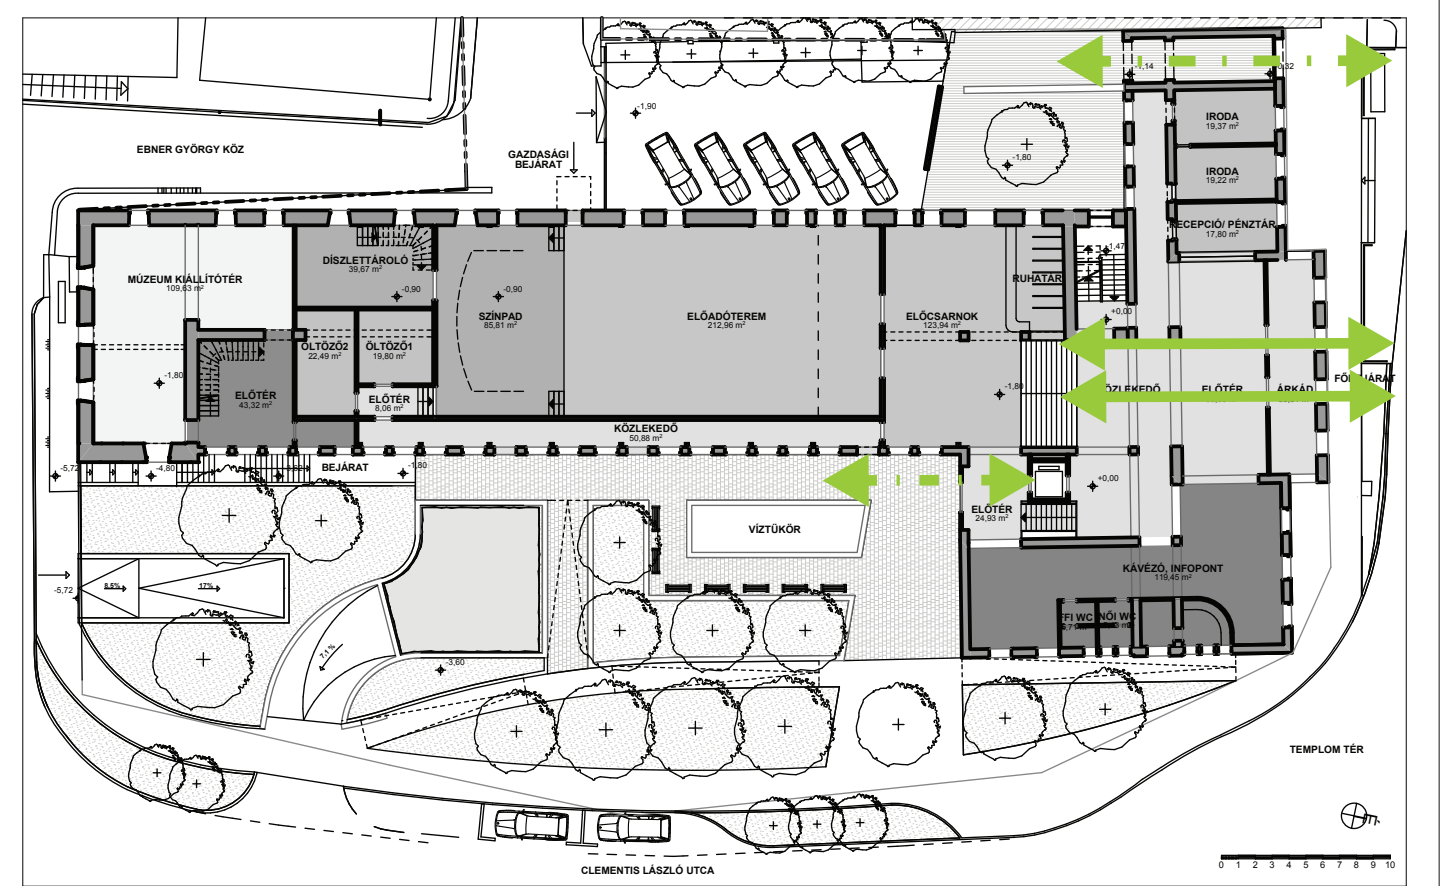 -1,14
-0,32
-1,90
IRODA
19,37 m²
EBNER GYÖRGY KÖZ
GAZDASÁGI
BEJÁRAT
-1,80
IRODA
19,22 m²
RECEPCIÓ/ PÉNZTÁR
17,80 m²
-1,47
MÚZEUM KIÁLLÍTÓTÉR
109,63 m²
DÍSZLETTÁROLÓ
39,67 m²
-0,90
-0,90
RUHATÁR
SZÍNPAD
85,81 m²
ELŐADÓTEREM
212,96 m²
ELŐCSARNOK
123,94 m²
+0,00
ÖLTÖZŐ2
22,49 m²
ÖLTÖZŐ1
19,80 m²
-1,80
ELŐTÉR
43,32 m²
ELŐTÉR
8,06 m²
-1,80
KÖZLEKEDŐ
ELŐTÉR
ÁRKÁD
KÖZLEKEDŐ
50,88 m²
-5,72
-4,80
BEJÁRAT
-1,80
+0,00
ELŐTÉR
24,93 m²
VÍZTÜKÖR
KÁVÉZÓ, INFOPONT
119,45 m²
8,5%
17%
-5,72
FFI WC
NŐI WC
7,1 %
-3,60
TEMPLOM TÉR
CLEMENTIS LÁSZLÓ UTCA
0 1 2 3 4 5 6 7 8 9 10